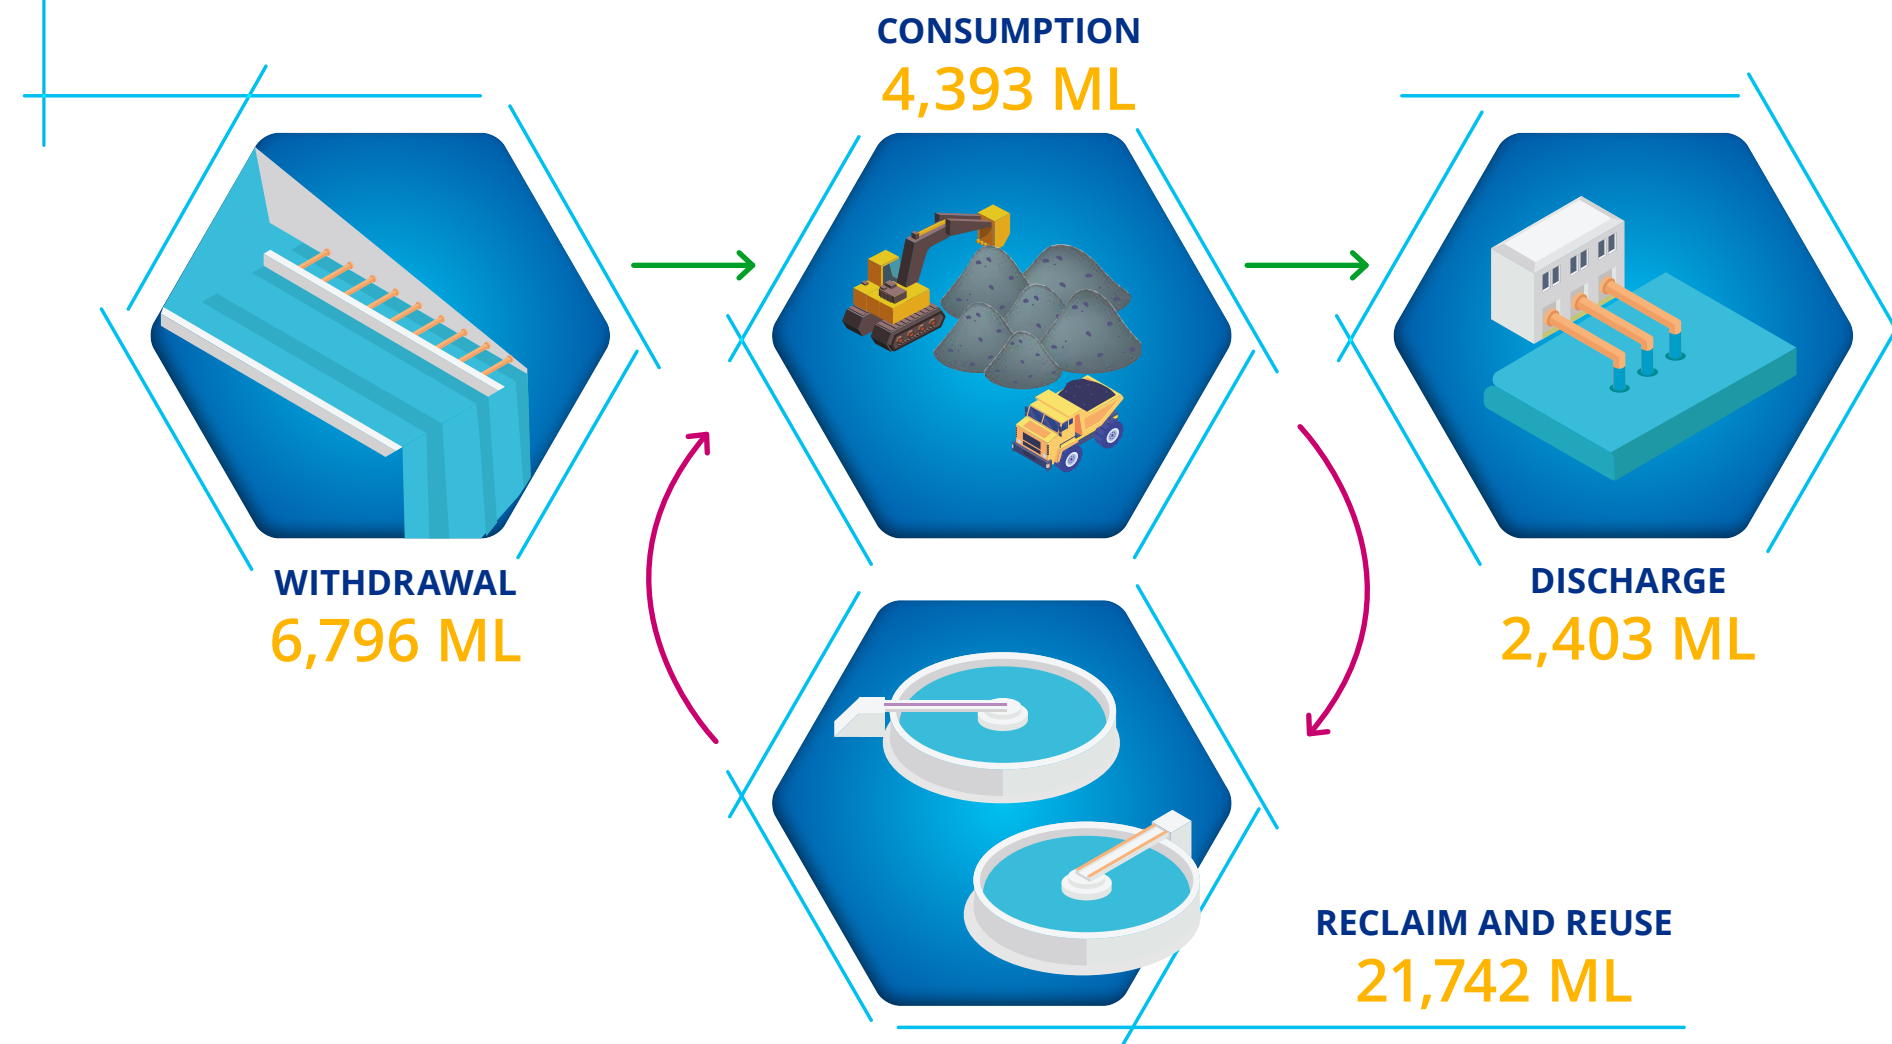 CONSUMPTION
4,393 ML
WITHDRAWAL
6,796 ML
DISCHARGE
2,403 ML
RECLAIM AND REUSE
21,742 ML